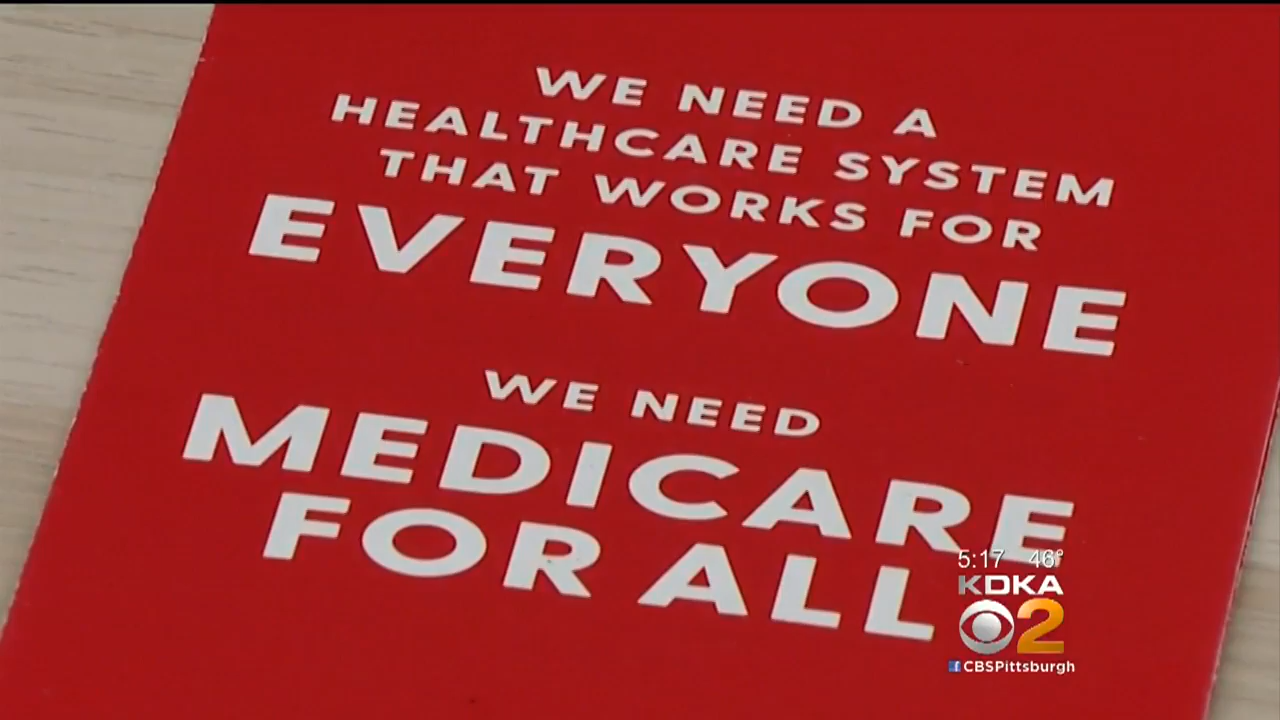 WE NEED A
HEALTHCARE SYSTEM
THAT WORKS FOR
EVERYONE
WE NEED
MEDICARE
FOR ALL
5:17 46°
KDKA
2
f CBSPittsburgh